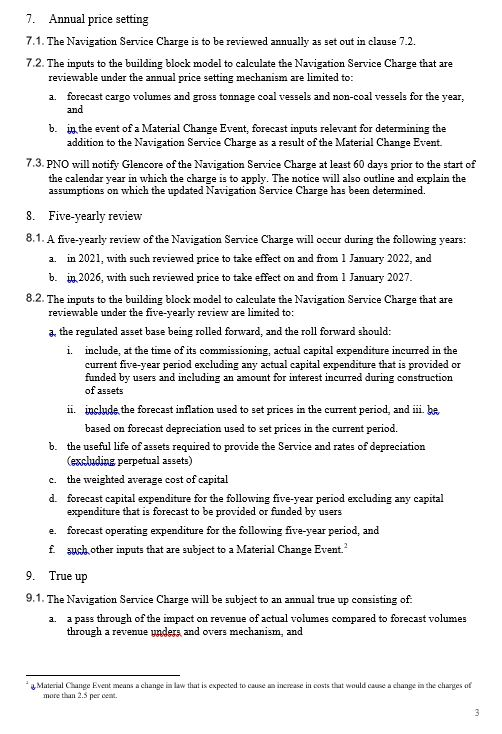 7. Annual price setting
7.1. The Navigation Service Charge is to be reviewed annually as set out in clause 7.2.
7.2. The inputs to the building block model to calculate the Navigation Service Charge that are
reviewable under the annual price setting mechanism are limited to:
a. forecast cargo volumes and gross tonnage coal vessels and non-coal vessels for the year,
and
b. in the event of a Material Change Event, forecast inputs relevant for determining the
addition to the Navigation Service Charge as a result of the Material Change Event.
7.3. PNO will notify Glencore of the Navigation Service Charge at least 60 days prior to the start of
the calendar year in which the charge is to apply. The notice will also outline and explain the
assumptions on which the updated Navigation Service Charge has been determined.
8. Five-yearly review
8.1. A five-yearly review of the Navigation Service Charge will occur during the following years:
a. in 2021, with such reviewed price to take effect on and from 1 January 2022, and
b. in 2026, with such reviewed price to take effect on and from 1 January 2027.
8.2. The inputs to the building block model to calculate the Navigation Service Charge that are
reviewable under the five-yearly review are limited to:
a. the regulated asset base being rolled forward, and the roll forward should:
i. include, at the time of its commissioning, actual capital expenditure incurred in the
current five-year period excluding any actual capital expenditure that is provided or
funded by users and including an amount for interest incurred during construction
of assets
ii. include the forecast inflation used to set prices in the current period, and iii. be
based on forecast depreciation used to set prices in the current period.
b. the useful life of assets required to provide the Service and rates of depreciation
(excluding perpetual assets)
c. the weighted average cost of capital
d. forecast capital expenditure for the following five-year period excluding any capital
expenditure that is forecast to be provided or funded by users
e. forecast operating expenditure for the following five-year period, and
f. such other inputs that are subject to a Material Change Event.2
9. True up
9.1. The Navigation Service Charge will be subject to an annual true up consisting of:
a. a pass through of the impact on revenue of actual volumes compared to forecast volumes
through a revenue unders and overs mechanism, and
2 a Material Change Event means a change in law that is expected to cause an increase in costs that would cause a change in the charges of
more than 2.5 per cent.
3